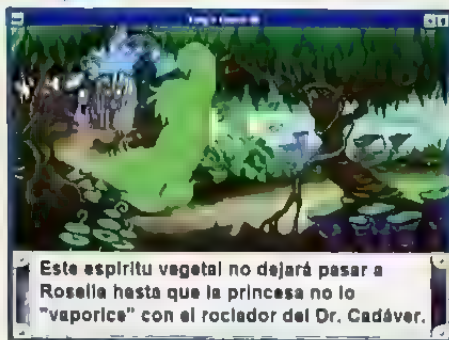 Este espíritu vegetal no dejará pasar a
Rosella hasta que la princesa no lo
"vaporice" con el rociador del Dr. Cadáver.